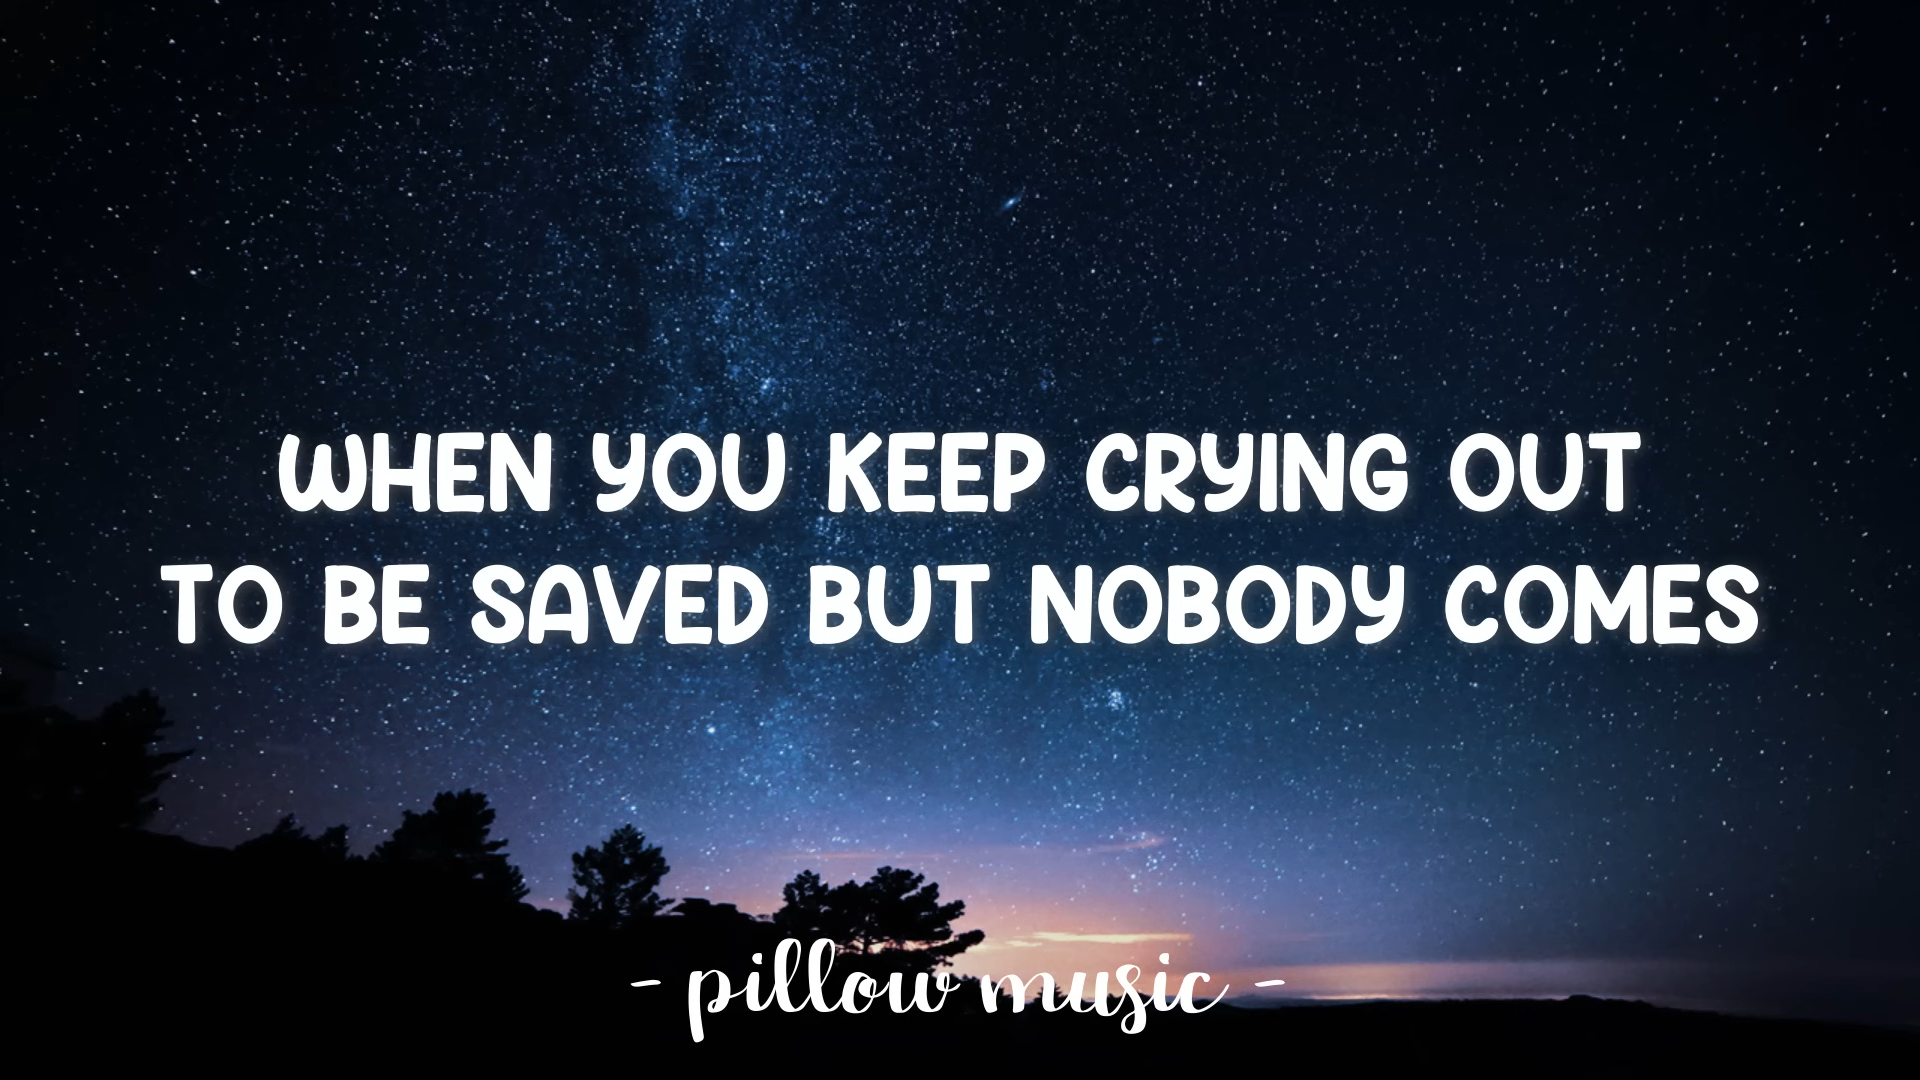 WHEN YOU KEEP CRYING OUT
TO BE SAVED BUT NOBODY COMES
- pillow music -